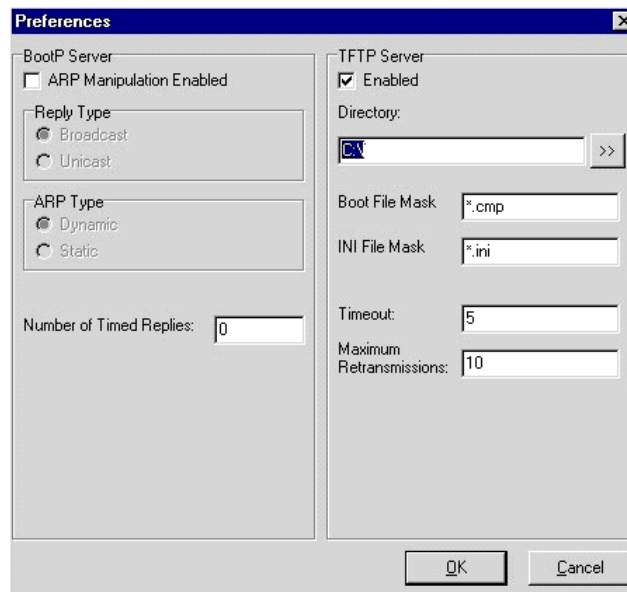 Preferences
BootP Server
ARP Manipulation Enabled
Reply Type
Broadcast
Unicast
ARP Type
Dynamic
Static
Number of Timed Replies:
0
TFTP Server
Enabled
Directory:
C:\
>>
Boot File Mask
*.cmp
INI File Mask
*.ini
Timeout:
5
Maximum
Retransmissions:
10
OK
Cancel